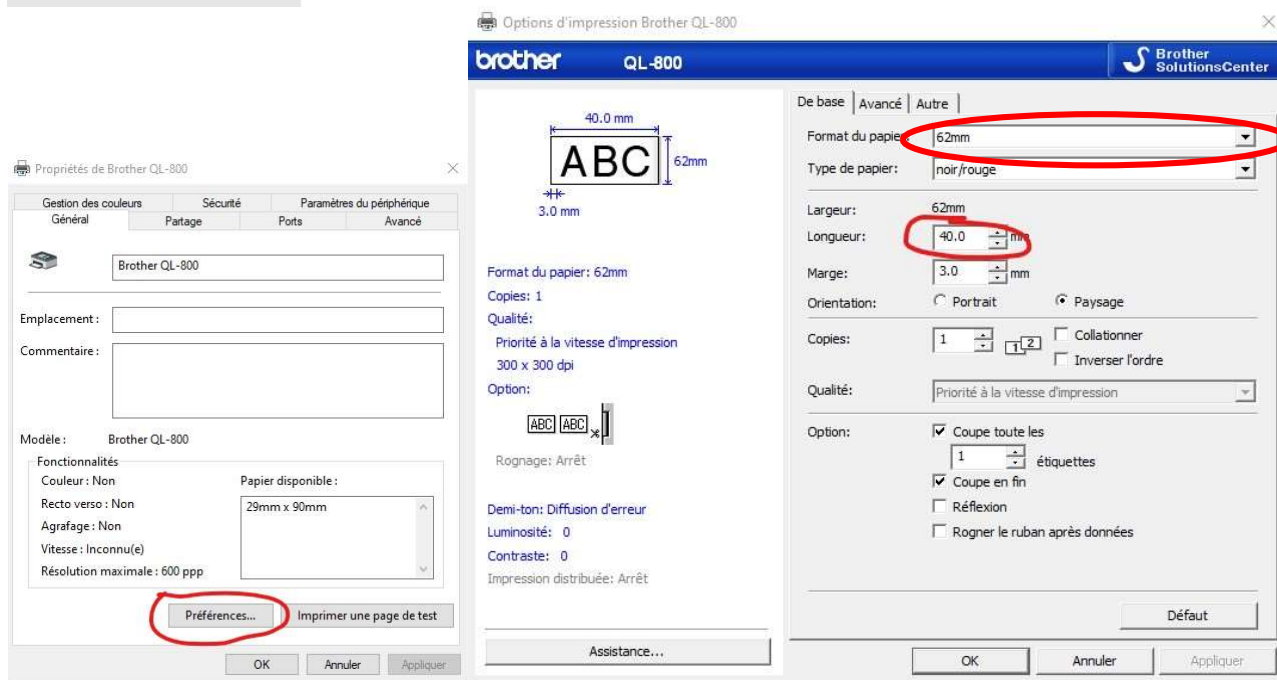 Propriétés de Brother QL-800
Gestion des couleurs Sécurité Paramètres du périphérique
Général Partage Ports Avancé
Brother QL-800
Emplacement :
Commentaire :
Modèle : Brother QL-800
Fonctionnalités
Couleur : Non
Recto verso : Non
Agrafage : Non
Vitesse : Inconnu(e)
Résolution maximale : 600 ppp
Papier disponible :
29mm x 90mm
Préférences... Imprimer une page de test
OK Annuler Appliquer
Options d'impression Brother QL-800
brother QL-800 Brother
SolutionsCenter
40.0 mm
ABC 62mm
3.0 mm
Format du papier: 62mm
Copies: 1
Qualité:
Priorité à la vitesse d'impression
300 x 300 dpi
Option:
ABC ABC
Rognage: Arrêt
Demi-ton: Diffusion d'erreur
Luminosité: 0
Contraste: 0
Impression distribuée: Arrêt
Assistance...
De base Avancé Autre
Format du papier: 62mm
Type de papier: noir/rouge
Largeur: 62mm
Longueur: 40.0 mm
Marge: 3.0 mm
Orientation: Portrait Paysage
Copies: 1 1 2 Collationner
Inverser l'ordre
Qualité: Priorité à la vitesse d'impression
Option: Coupe toute les
1 étiquettes
Coupe en fin
Réflexion
Rogner le ruban après données
Défaut
OK Annuler Appliquer